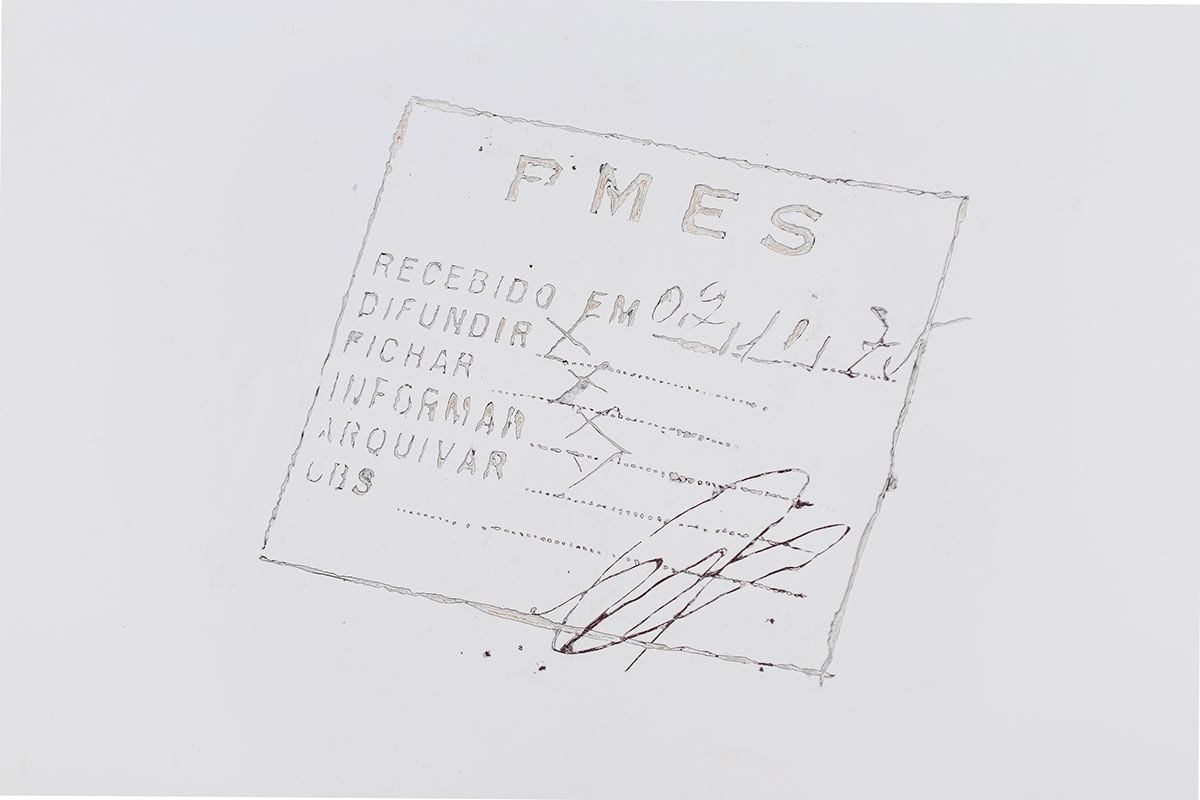 PMES
RECEBIDO EM 02
DIFUNDIR X
FICHAR X
INFORMAR X
ARQUIVAR
OBS